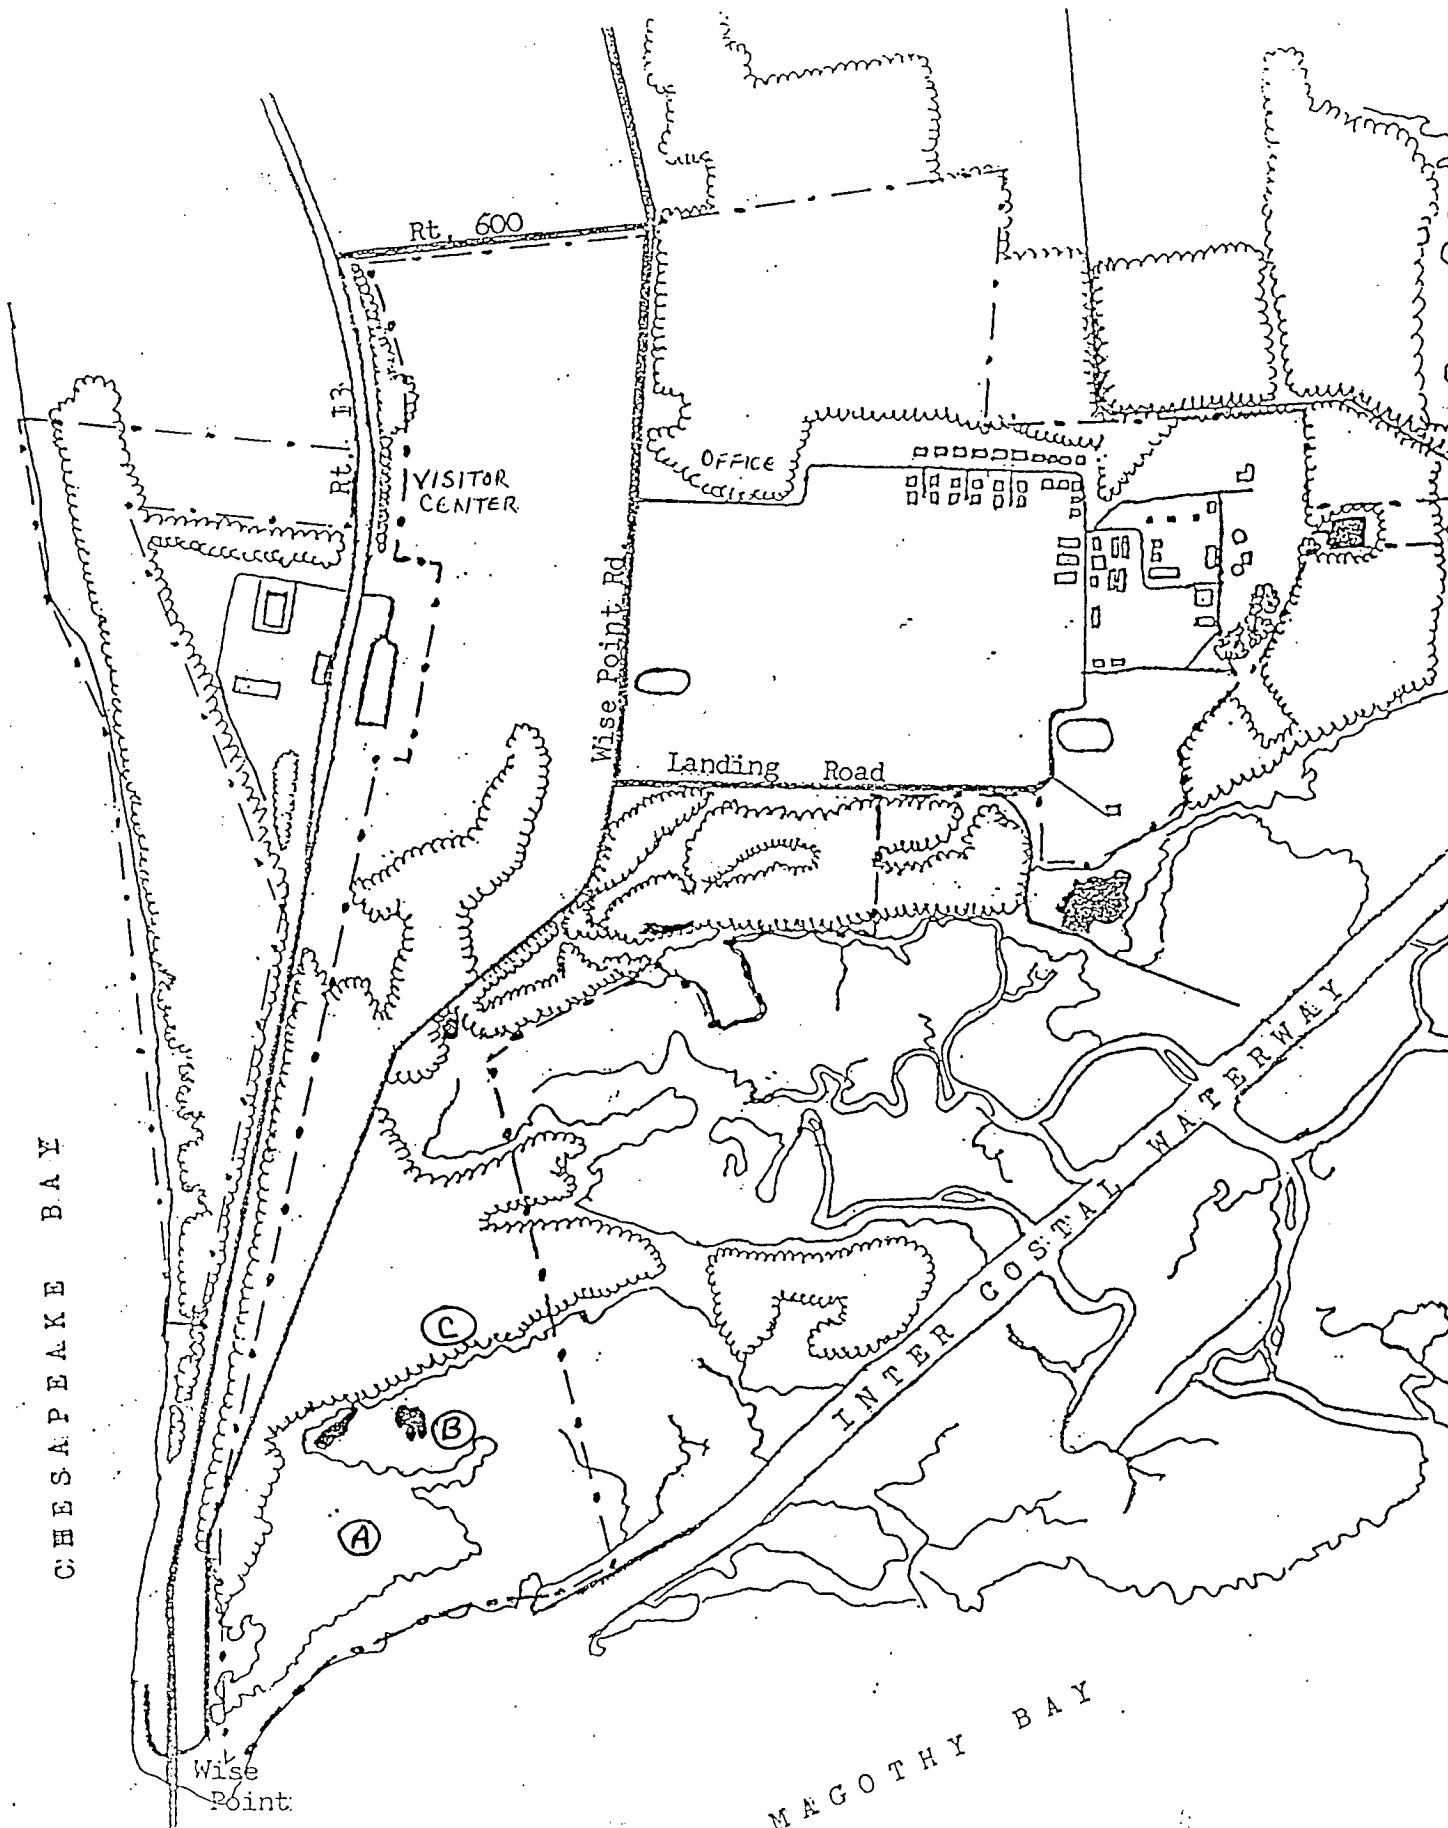 Rt. 600
Rt. 13
VISITOR
CENTER
OFFICE
Wise Point Rd
Landing Road
CHESAPEAKE BAY
INTER COSTAL WATERWAY
C
B
A
Wise
Point
MAGOTHY BAY